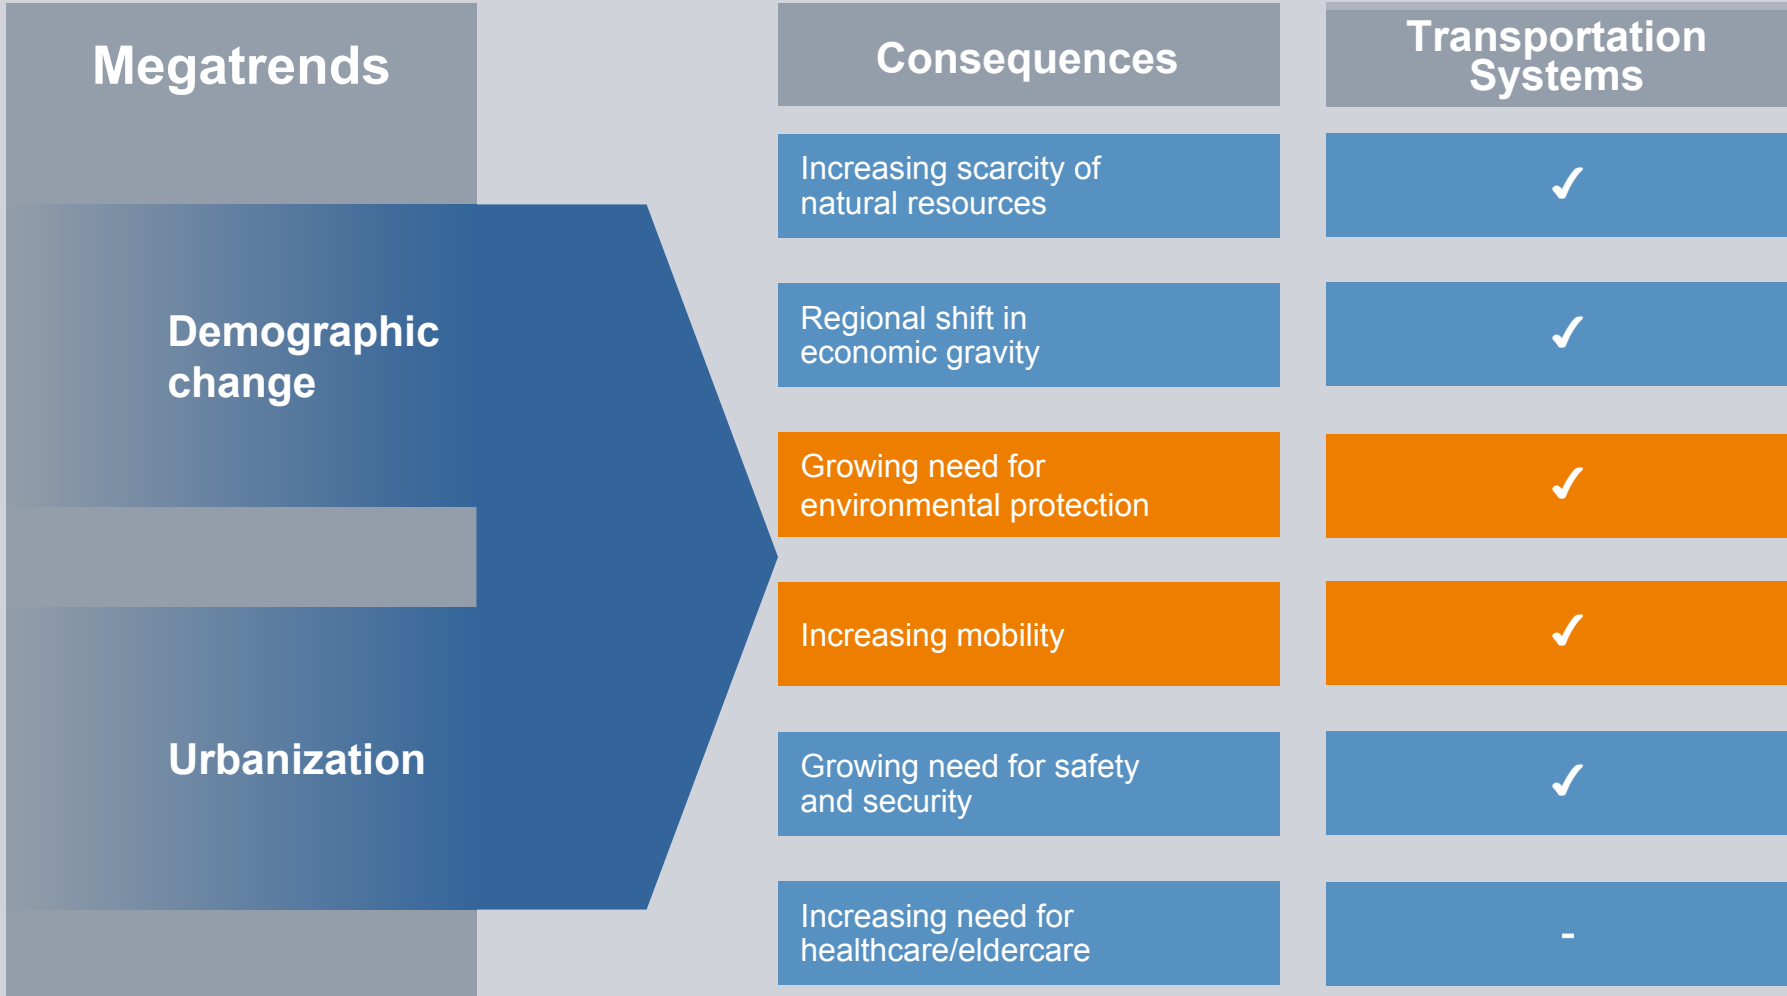 Megatrends
Consequences
Transportation
Systems
Demographic
change
Urbanization
Increasing scarcity of
natural resources
✓
Regional shift in
economic gravity
✓
Growing need for
environmental protection
✓
Increasing mobility
✓
Growing need for safety
and security
✓
Increasing need for
healthcare/eldercare
-